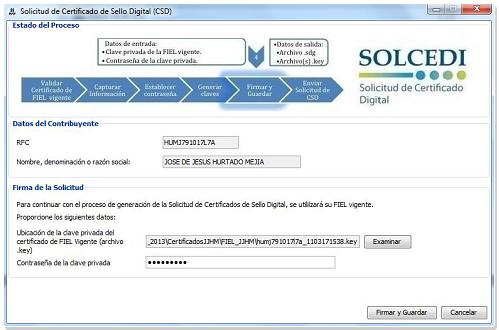 Solicitud de Certificado de Sello Digital (CSD)
Estado del Proceso
Datos de entrada:
•Clave privada de la FIEL vigente.
•Contraseña de la clave privada.
4
•Datos de salida:
•Archivo .sdg
•Archivo(s) .key
Validar Certificado de FIEL vigente
Capturar Información
Establecer contraseña
Generar claves
Firmar y Guardar
Enviar Solicitud de CSD
SOLCEDI
Solicitud de Certificado
Digital
Datos del Contribuyente
RFC
HUMJ791017L7A
Nombre, denominación o razón social:
JOSE DE JESUS HURTADO MEJIA
Firma de la Solicitud
Para continuar con el proceso de generación de la Solicitud de Certificados de Sello Digital, se utilizará su FIEL vigente.
Proporcione los siguientes datos:
Ubicación de la clave privada del
certificado de FIEL Vigente (archivo
.key)
_2013\CertificadosJJHM\FIEL_JJHM\humj791017l7a_1103171538.key
Examinar
Contraseña de la clave privada
•••••••••
Firmar y Guardar
Cancelar